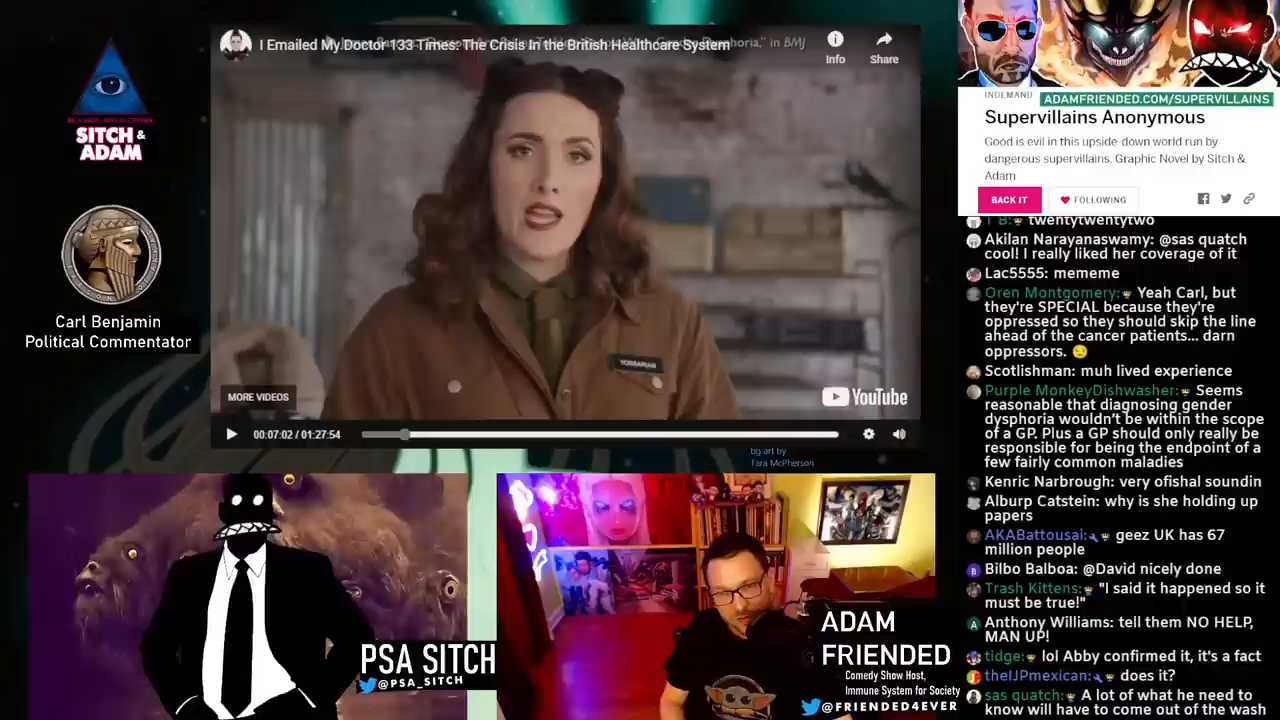 I Emailed My Doctor 133 Times: The Crisis In the British Healthcare System
Dysphoria," in BMJ
Info
Share
YOSSARIAN
MORE VIDEOS
YouTube
00:07:02 / 01:27:54
SITCH &
ADAM
Carl Benjamin
Political Commentator
bg art by
Tara McPherson
PSA SITCH
@PSA_SITCH
ADAM
FRIENDED
Comedy Show Host,
Immune System for Society
@FRIENDED4EVER
INDEMAND
ADAMFRIENDED.COM/SUPERVILLAINS
Supervillains Anonymous
Good is evil in this upside-down world run by
dangerous supervillains. Graphic Novel by Sitch &
Adam
BACK IT
FOLLOWING
T B: twentytwentytwo
Akilan Narayanaswamy: @sas quatch
cool! I really liked her coverage of it
Lac5555: mememe
Oren Montgomery: Yeah Carl, but
they're SPECIAL because they're
oppressed so they should skip the line
ahead of the cancer patients... darn
oppressors. 😒
Scotlishman: muh lived experience
Purple MonkeyDishwasher: Seems
reasonable that diagnosing gender
dysphoria wouldn't be within the scope
of a GP. Plus a GP should only really be
responsible for being the endpoint of a
few fairly common maladies
Kenric Narbrough: very ofishal soundin
Alburp Catstein: why is she holding up
papers
AKABattousai: geez UK has 67
million people
Bilbo Balboa: @David nicely done
Trash Kittens: "I said it happened so it
must be true!"
Anthony Williams: tell them NO HELP,
MAN UP!
tidge: lol Abby confirmed it, it's a fact
theIJPmexican: does it?
sas quatch: A lot of what he need to
know will have to come out of the wash